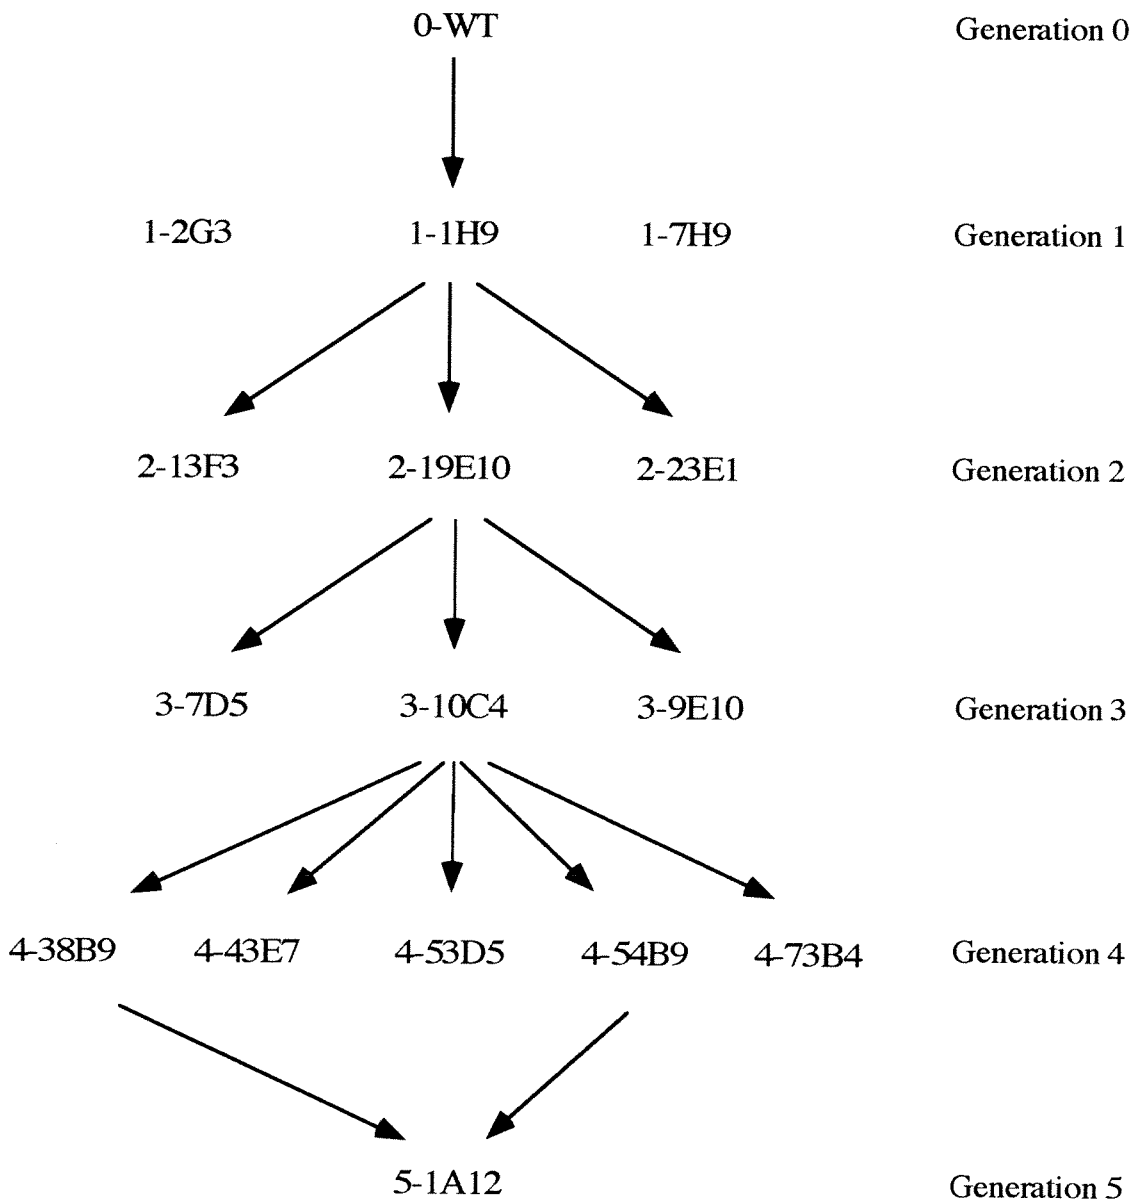 0-WT Generation 0
1-2G3 1-1H9 1-7H9 Generation 1
2-13F3 2-19E10 2-23E1 Generation 2
3-7D5 3-10C4 3-9E10 Generation 3
4-38B9 4-43E7 4-53D5 4-54B9 4-73B4 Generation 4
5-1A12 Generation 5